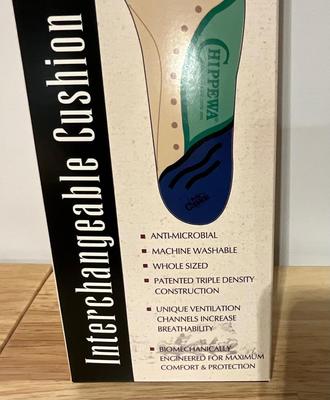 Interchangeable Cushion
CHIPPEWA
ANTI-MICROBIAL
MACHINE WASHABLE
WHOLE SIZED
PATENTED TRIPLE DENSITY
CONSTRUCTION
UNIQUE VENTILATION
CHANNELS INCREASE
BREATHABILITY
BIOMECHANICALLY
ENGINEERED FOR MAXIMUM
COMFORT & PROTECTION